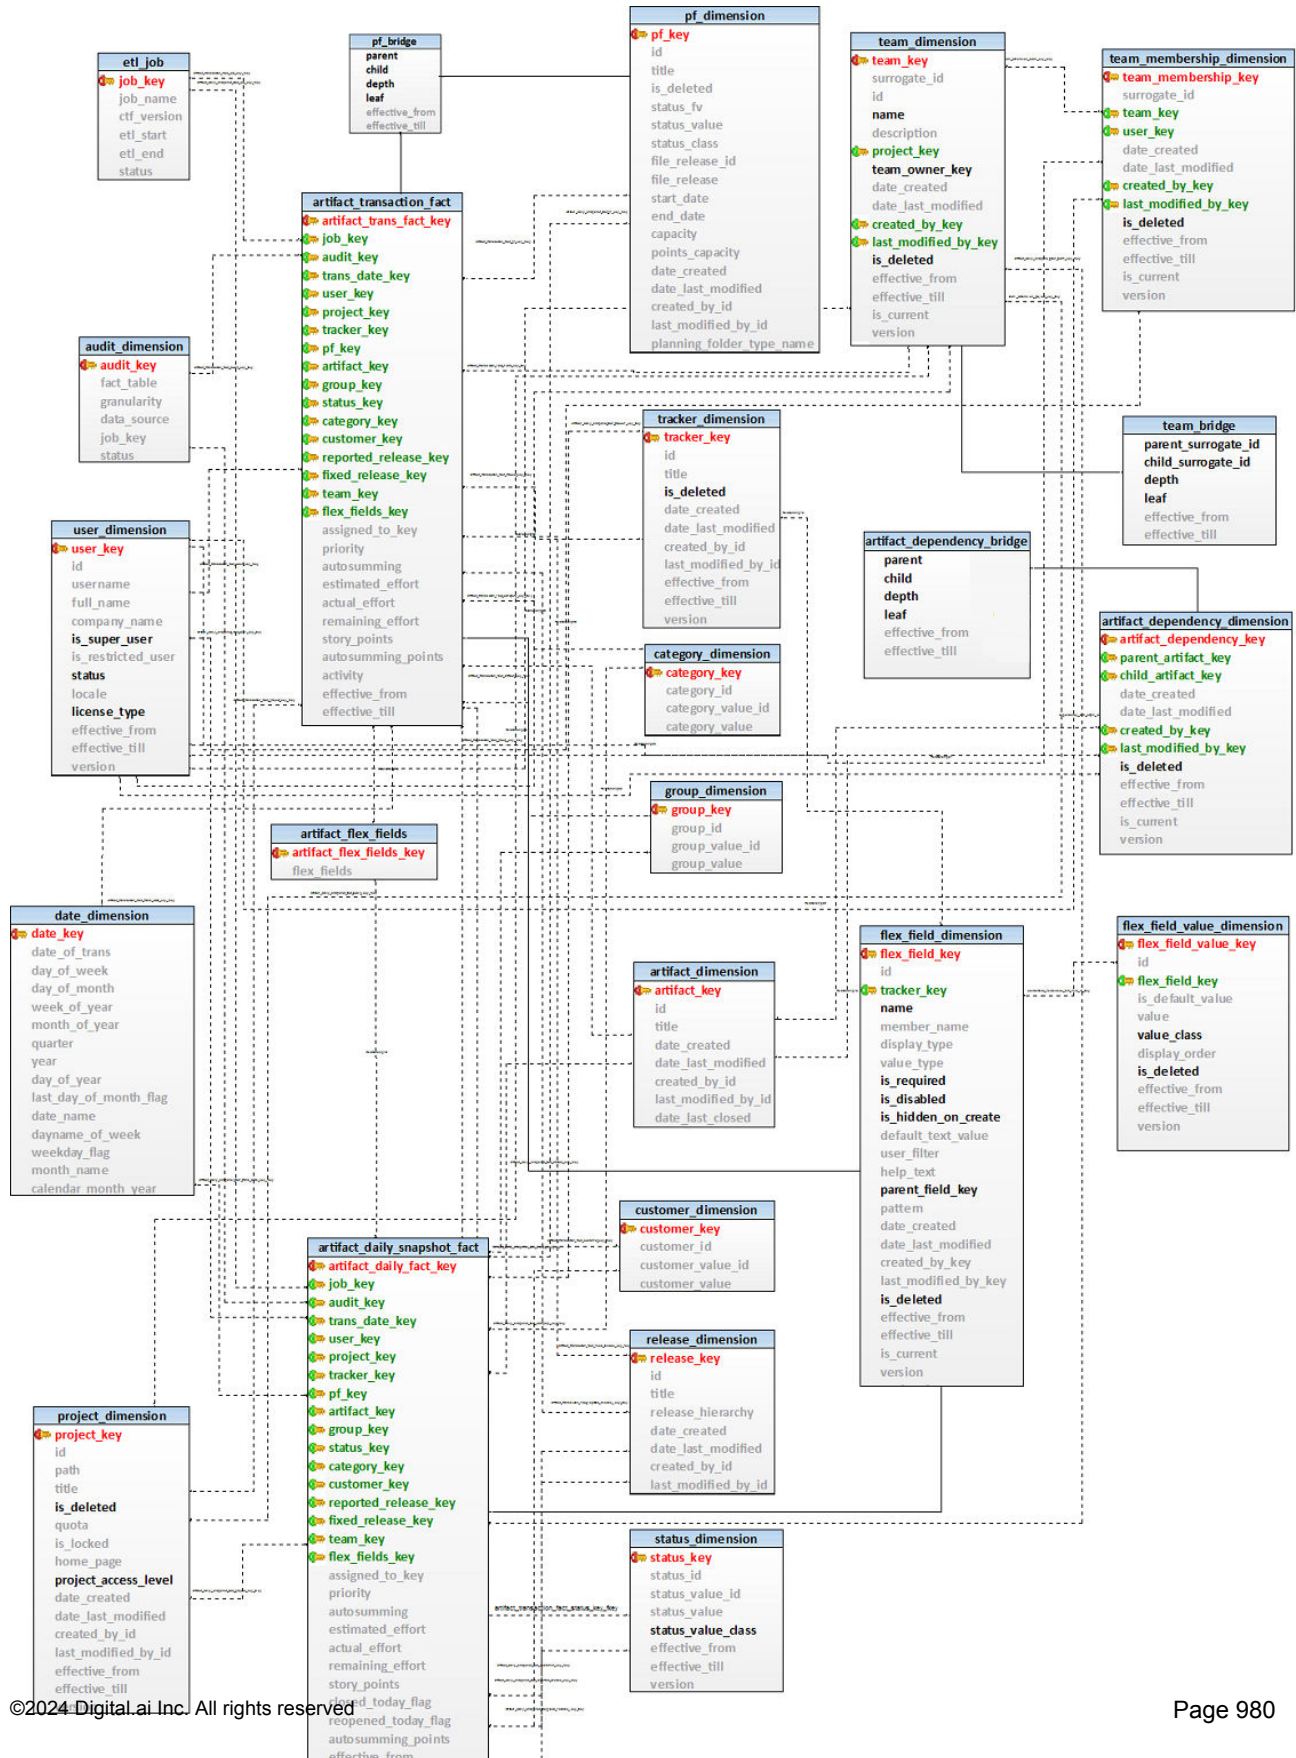 pf_dimension
pf_key
id
title
is_deleted
status_fv
status_value
status_class
file_release_id
file_release
start_date
end_date
capacity
points_capacity
date_created
date_last_modified
created_by_id
last_modified_by_id
planning_folder_type_name
pf_bridge
parent
child
depth
leaf
effective_from
effective_till
etl_job
job_key
job_name
ctf_version
etl_start
etl_end
status
team_dimension
team_key
surrogate_id
id
name
description
project_key
team_owner_key
date_created
date_last_modified
created_by_key
last_modified_by_key
is_deleted
effective_from
effective_till
is_current
version
team_membership_dimension
team_membership_key
surrogate_id
team_key
user_key
date_created
date_last_modified
created_by_key
last_modified_by_key
is_deleted
effective_from
effective_till
is_current
version
artifact_transaction_fact
artifact_trans_fact_key
job_key
audit_key
trans_date_key
user_key
project_key
tracker_key
pf_key
artifact_key
group_key
status_key
category_key
customer_key
reported_release_key
fixed_release_key
team_key
flex_fields_key
assigned_to_key
priority
autosumming
estimated_effort
actual_effort
remaining_effort
story_points
autosumming_points
activity
effective_from
effective_till
audit_dimension
audit_key
fact_table
granularity
data_source
job_key
status
tracker_dimension
tracker_key
id
title
is_deleted
date_created
date_last_modified
created_by_id
last_modified_by_id
effective_from
effective_till
version
team_bridge
parent_surrogate_id
child_surrogate_id
depth
leaf
effective_from
effective_till
user_dimension
user_key
id
username
full_name
company_name
is_super_user
is_restricted_user
status
locale
license_type
effective_from
effective_till
version
artifact_dependency_bridge
parent
child
depth
leaf
effective_from
effective_till
artifact_dependency_dimension
artifact_dependency_key
parent_artifact_key
child_artifact_key
date_created
date_last_modified
created_by_key
last_modified_by_key
is_deleted
effective_from
effective_till
is_current
version
category_dimension
category_key
category_id
category_value_id
category_value
group_dimension
group_key
group_id
group_value_id
group_value
artifact_flex_fields
artifact_flex_fields_key
flex_fields
date_dimension
date_key
date_of_trans
day_of_week
day_of_month
week_of_year
month_of_year
quarter
year
day_of_year
last_day_of_month_flag
date_name
dayname_of_week
weekday_flag
month_name
calendar_month_year
artifact_dimension
artifact_key
id
title
date_created
date_last_modified
created_by_id
last_modified_by_id
date_last_closed
flex_field_dimension
flex_field_key
id
tracker_key
name
member_name
display_type
value_type
is_required
is_disabled
is_hidden_on_create
default_text_value
user_filter
help_text
parent_field_key
pattern
date_created
date_last_modified
created_by_key
last_modified_by_key
is_deleted
effective_from
effective_till
is_current
version
flex_field_value_dimension
flex_field_value_key
id
flex_field_key
is_default_value
value
value_class
display_order
is_deleted
effective_from
effective_till
version
customer_dimension
customer_key
customer_id
customer_value_id
customer_value
artifact_daily_snapshot_fact
artifact_daily_fact_key
job_key
audit_key
trans_date_key
user_key
project_key
tracker_key
pf_key
artifact_key
group_key
status_key
category_key
customer_key
reported_release_key
fixed_release_key
team_key
flex_fields_key
assigned_to_key
priority
autosumming
estimated_effort
actual_effort
remaining_effort
story_points
closed_today_flag
reopened_today_flag
autosumming_points
effective_from
release_dimension
release_key
id
title
release_hierarchy
date_created
date_last_modified
created_by_id
last_modified_by_id
project_dimension
project_key
id
path
title
is_deleted
quota
is_locked
home_page
project_access_level
date_created
date_last_modified
created_by_id
last_modified_by_id
effective_from
effective_till
status_dimension
status_key
status_id
status_value_id
status_value
status_value_class
effective_from
effective_till
version
artifact_transaction_fact_status_key_fkey
©2024 Digital.ai Inc. All rights reserved
Page 980